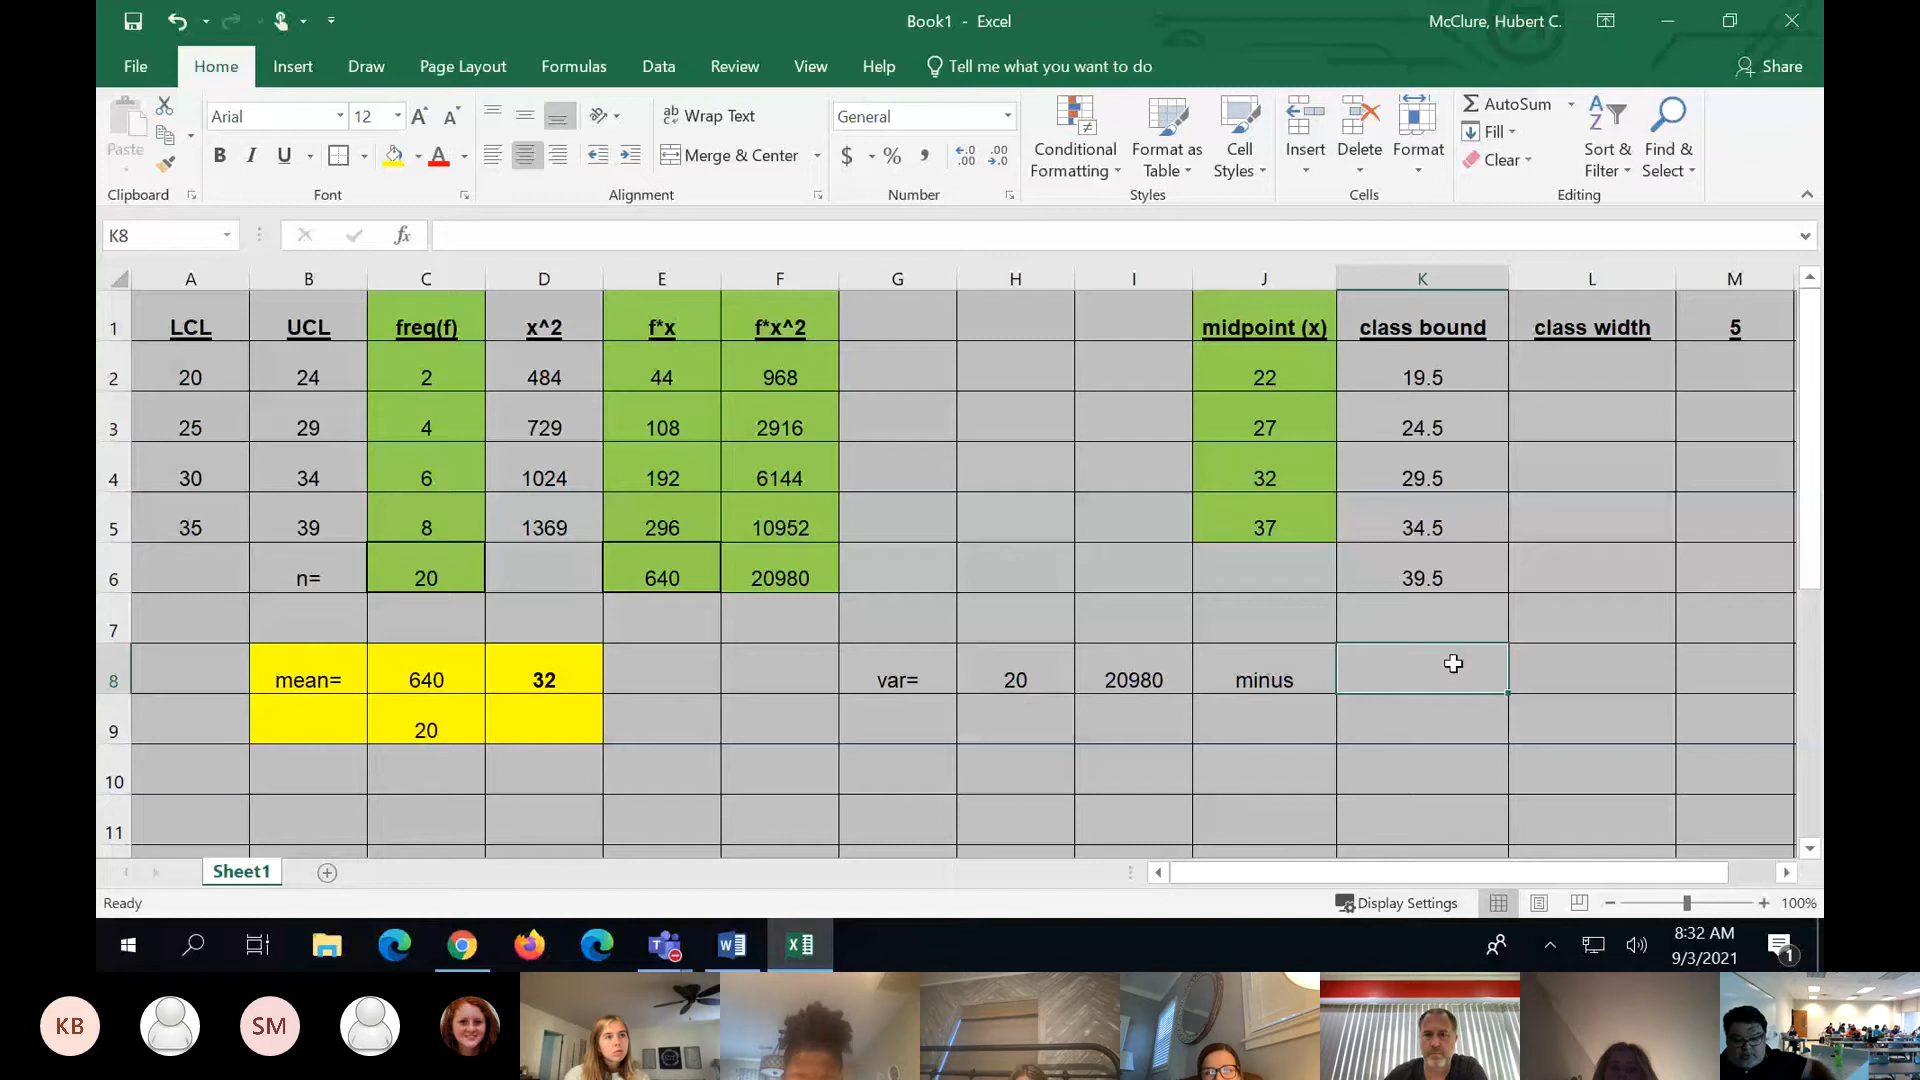 Book1 - Excel
McClure, Hubert C.
File Home Insert Draw Page Layout Formulas Data Review View Help Tell me what you want to do Share
Paste
Clipboard
Arial 12
B I U
Font
Wrap Text
Merge & Center
Alignment
General
$ % ,
Number
Conditional Formatting
Format as Table
Cell Styles
Styles
Insert Delete Format
Cells
AutoSum
Fill
Clear
Sort & Filter
Find & Select
Editing
K8
fx
A B C D E F G H I J K L M
1 LCL UCL freq(f) x^2 f*x f*x^2 midpoint (x) class bound class width 5
2 20 24 2 484 44 968 22 19.5
3 25 29 4 729 108 2916 27 24.5
4 30 34 6 1024 192 6144 32 29.5
5 35 39 8 1369 296 10952 37 34.5
6 n= 20 640 20980 39.5
7
8 mean= 640 32 var= 20 20980 minus
9 20
10
11
Sheet1
Ready
Display Settings
100%
8:32 AM
9/3/2021
1
KB
SM